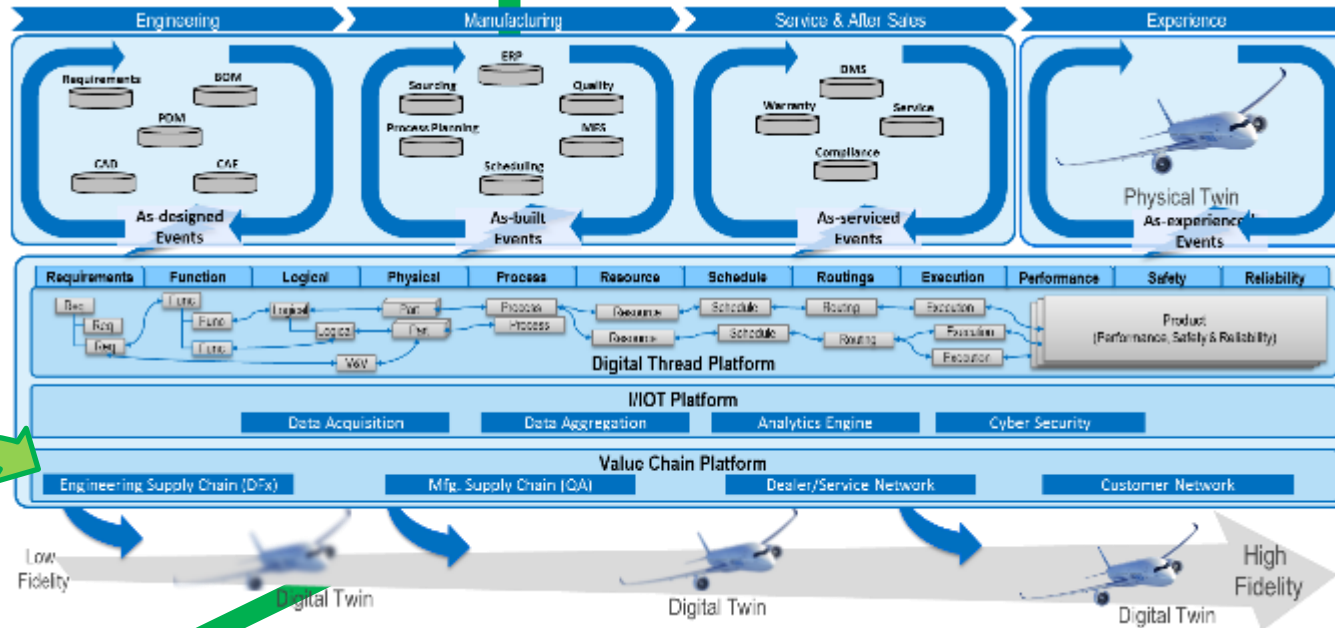 Engineering
Manufacturing
Service & After Sales
Experience
Requirements
BOM
PDM
CAD
CAE
As-designed
Events
ERP
Sourcing
Quality
Process Planning
MES
Scheduling
As-built
Events
DMS
Warranty
Service
Compliance
As-serviced
Events
Physical Twin
As-experienced
Events
Requirements
Function
Logical
Physical
Process
Resource
Schedule
Routings
Execution
Performance
Safety
Reliability
Req
Func
Logical
Part
Process
Resource
Schedule
Routing
Execution
Req
Func
Logical
Part
Process
Resource
Schedule
Routing
Execution
Req
Func
V&V
Execution
Product
(Performance, Safety & Reliability)
Digital Thread Platform
I/IOT Platform
Data Acquisition
Data Aggregation
Analytics Engine
Cyber Security
Value Chain Platform
Engineering Supply Chain (DFx)
Mfg. Supply Chain (QA)
Dealer/Service Network
Customer Network
Low
Fidelity
Digital Twin
Digital Twin
Digital Twin
High
Fidelity